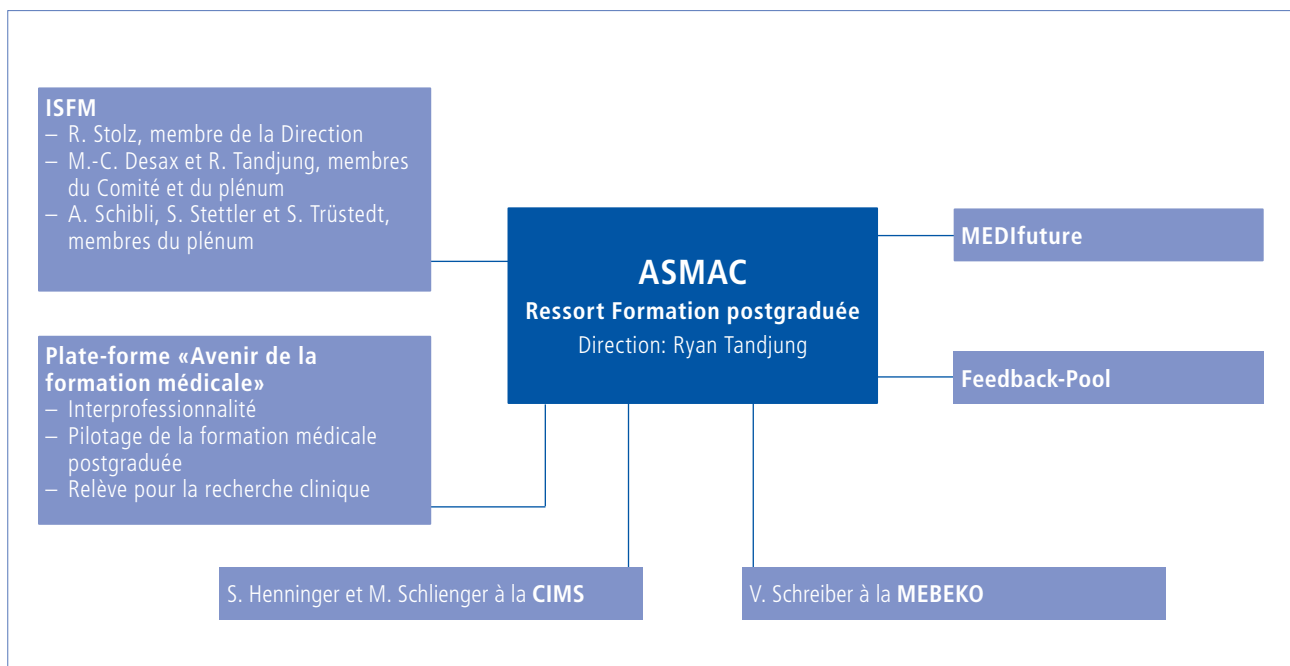 ISFM
– R. Stolz, membre de la Direction
– M.-C. Desax et R. Tandjung, membres
du Comité et du plénum
– A. Schibli, S. Stettler et S. Trüstedt,
membres du plénum
Plate-forme «Avenir de la
formation médicale»
– Interprofessionnalité
– Pilotage de la formation médicale
postgraduée
– Relève pour la recherche clinique
ASMAC
Ressort Formation postgraduée
Direction: Ryan Tandjung
MEDIfuture
Feedback-Pool
S. Henninger et M. Schlienger à la CIMS
V. Schreiber à la MEBEKO